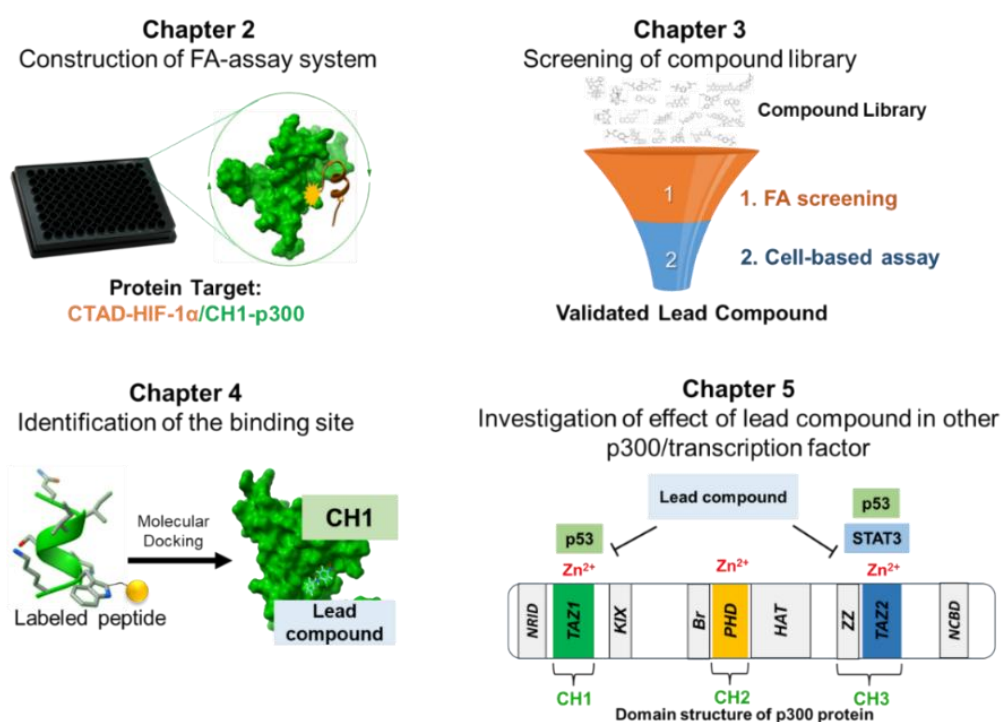 Chapter 2
Construction of FA-assay system
Protein Target:
CTAD-HIF-1α/CH1-p300
Chapter 3
Screening of compound library
Compound Library
1
2
1. FA screening
2. Cell-based assay
Validated Lead Compound
Chapter 4
Identification of the binding site
Molecular
Docking
Labeled peptide
CH1
Lead
compound
Chapter 5
Investigation of effect of lead compound in other
p300/transcription factor
Lead compound
p53
p53
STAT3
Zn²⁺
Zn²⁺
Zn²⁺
NRID
TAZ1
KIX
Br
PHD
HAT
ZZ
TAZ2
NCBD
CH1
CH2
CH3
Domain structure of p300 protein